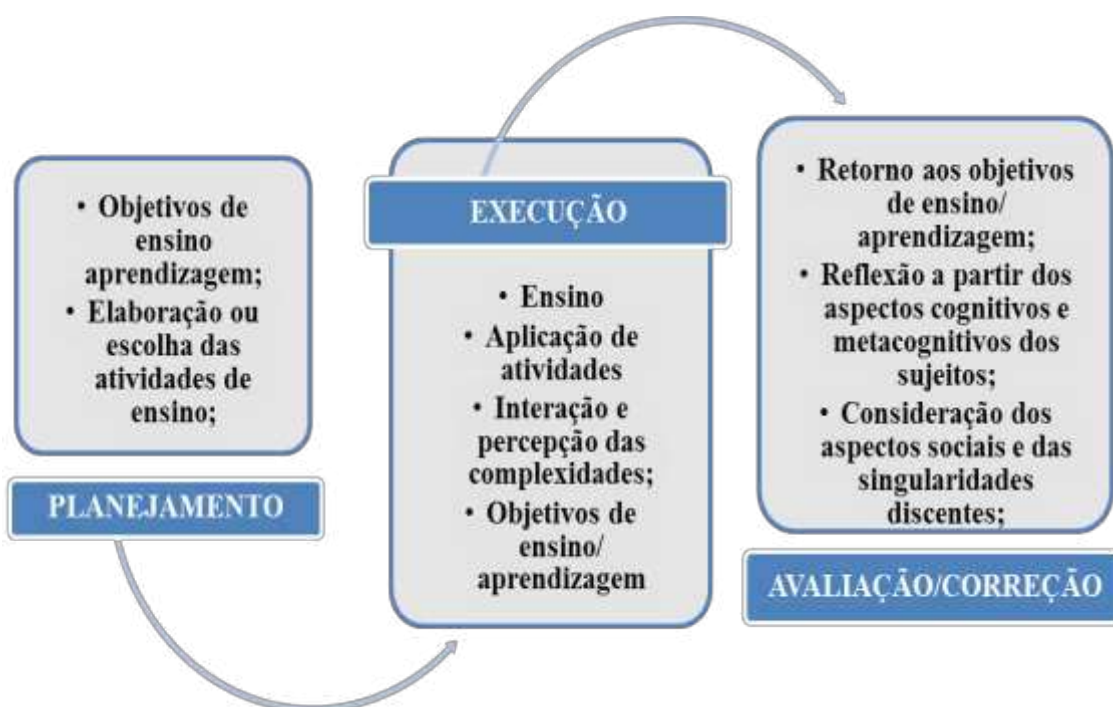 • Objetivos de
ensino
aprendizagem;
• Elaboração ou
escolha das
atividades de
ensino;
PLANEJAMENTO
EXECUÇÃO
• Ensino
• Aplicação de
atividades
• Interação e
percepção das
complexidades;
• Objetivos de
ensino/
aprendizagem
• Retorno aos objetivos
de ensino/
aprendizagem;
• Reflexão a partir dos
aspectos cognitivos e
metacognitivos dos
sujeitos;
• Consideração dos
aspectos sociais e das
singularidades
discentes;
AVALIAÇÃO/CORREÇÃO